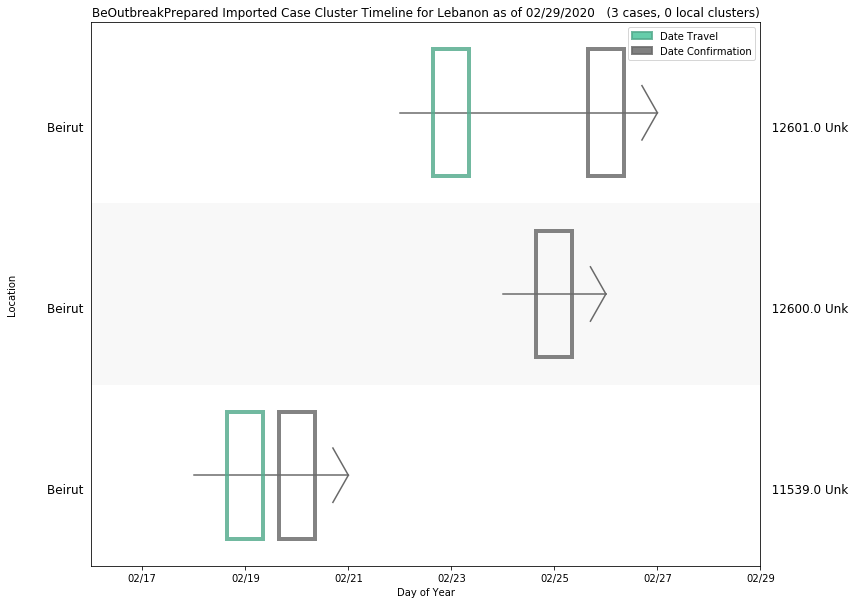 BeOutbreakPrepared Imported Case Cluster Timeline for Lebanon as of 02/29/2020   (3 cases, 0 local clusters)
Date Travel
Date Confirmation
Beirut
12601.0 Unk
Beirut
12600.0 Unk
Location
Beirut
11539.0 Unk
02/17
02/19
02/21
02/23
02/25
02/27
02/29
Day of Year